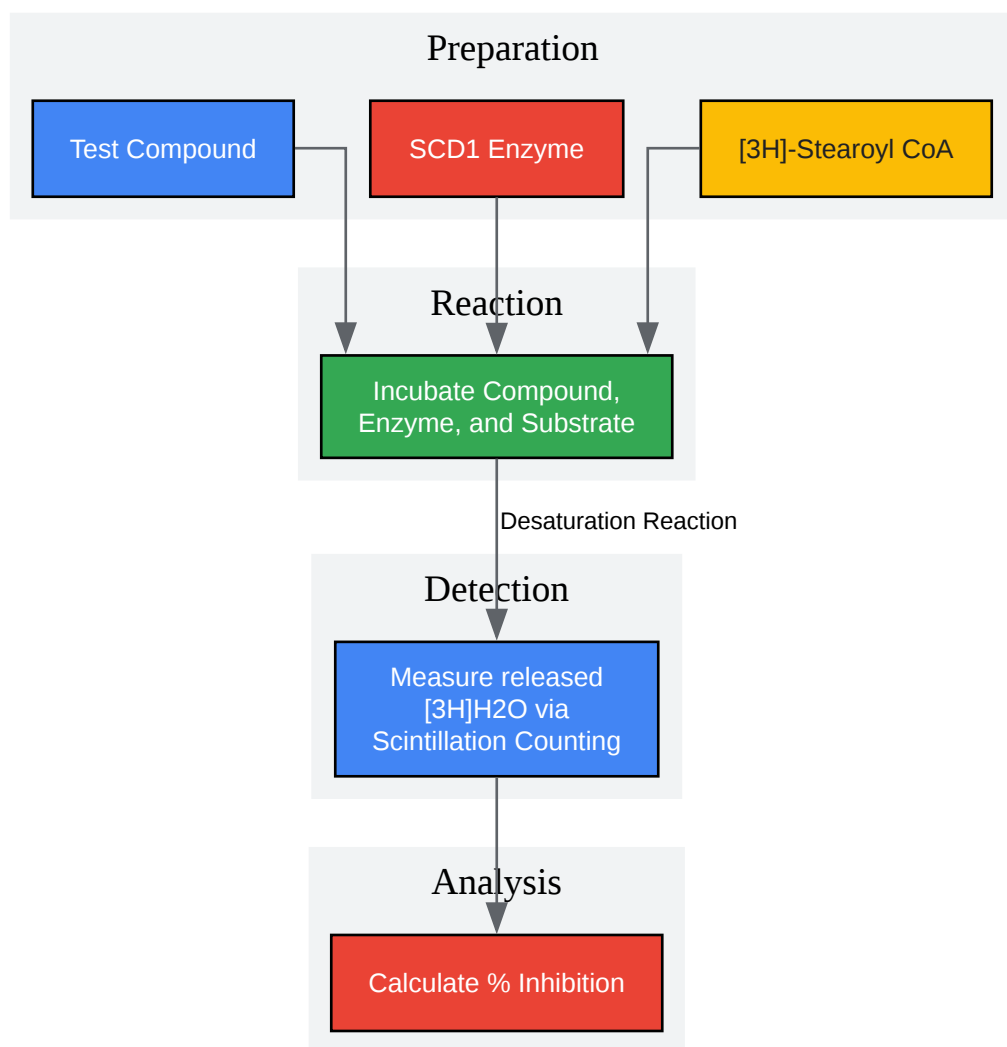 Preparation
Test Compound
SCD1 Enzyme
[3H]-Stearoyl CoA
Reaction
Incubate Compound,
Enzyme, and Substrate
Desaturation Reaction
Detection
Measure released
[3H]H2O via
Scintillation Counting
Analysis
Calculate % Inhibition